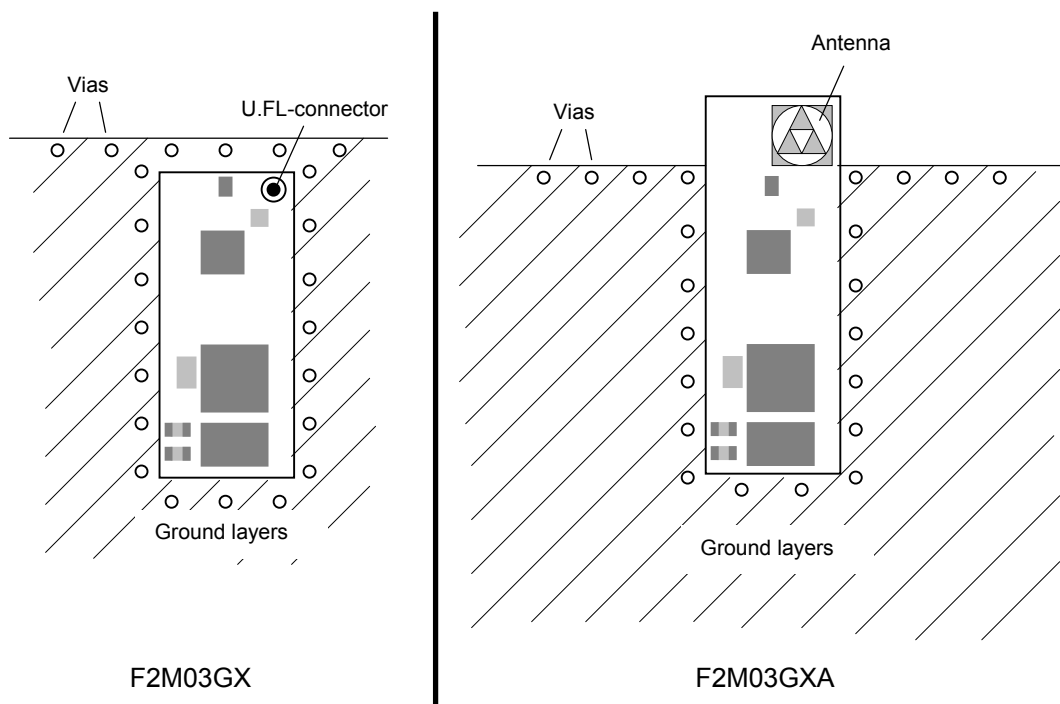 Vias
U.FL-connector
Ground layers
F2M03GX
Antenna
Vias
Ground layers
F2M03GXA